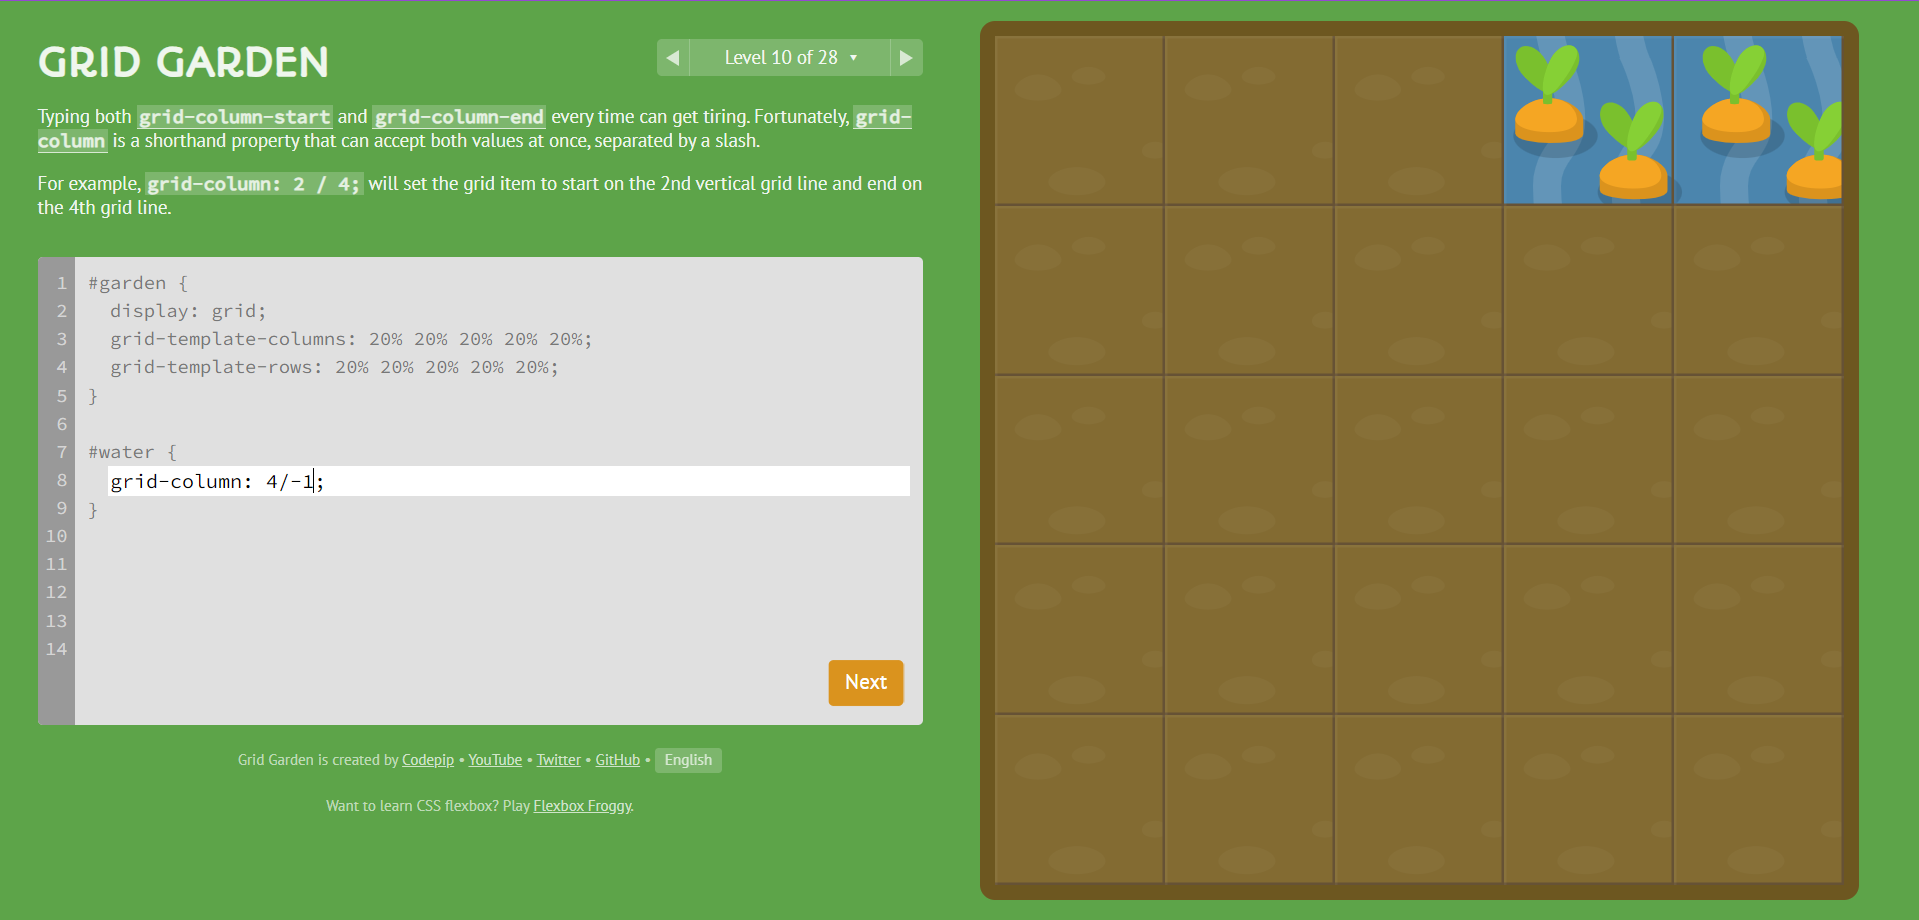 GRID GARDEN
◀ Level 10 of 28 ▾ ▶
Typing both grid-column-start and grid-column-end every time can get tiring. Fortunately, grid-
column is a shorthand property that can accept both values at once, separated by a slash.
For example, grid-column: 2 / 4; will set the grid item to start on the 2nd vertical grid line and end on
the 4th grid line.
1 #garden {
2 display: grid;
3 grid-template-columns: 20% 20% 20% 20% 20%;
4 grid-template-rows: 20% 20% 20% 20% 20%;
5 }
6
7 #water {
8 grid-column: 4/-1;
9 }
10
11
12
13
14
Next
Grid Garden is created by Codepip • YouTube • Twitter • GitHub • English
Want to learn CSS flexbox? Play Flexbox Froggy.